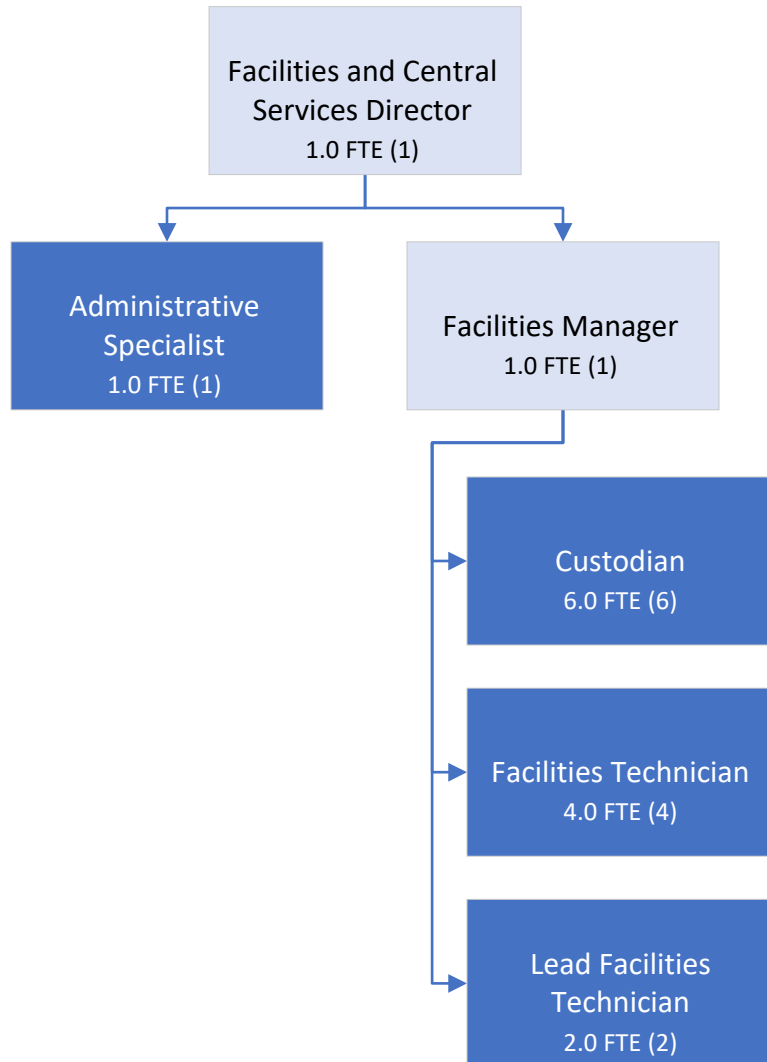 Facilities and Central
Services Director
1.0 FTE (1)
Administrative
Specialist
1.0 FTE (1)
Facilities Manager
1.0 FTE (1)
Custodian
6.0 FTE (6)
Facilities Technician
4.0 FTE (4)
Lead Facilities
Technician
2.0 FTE (2)